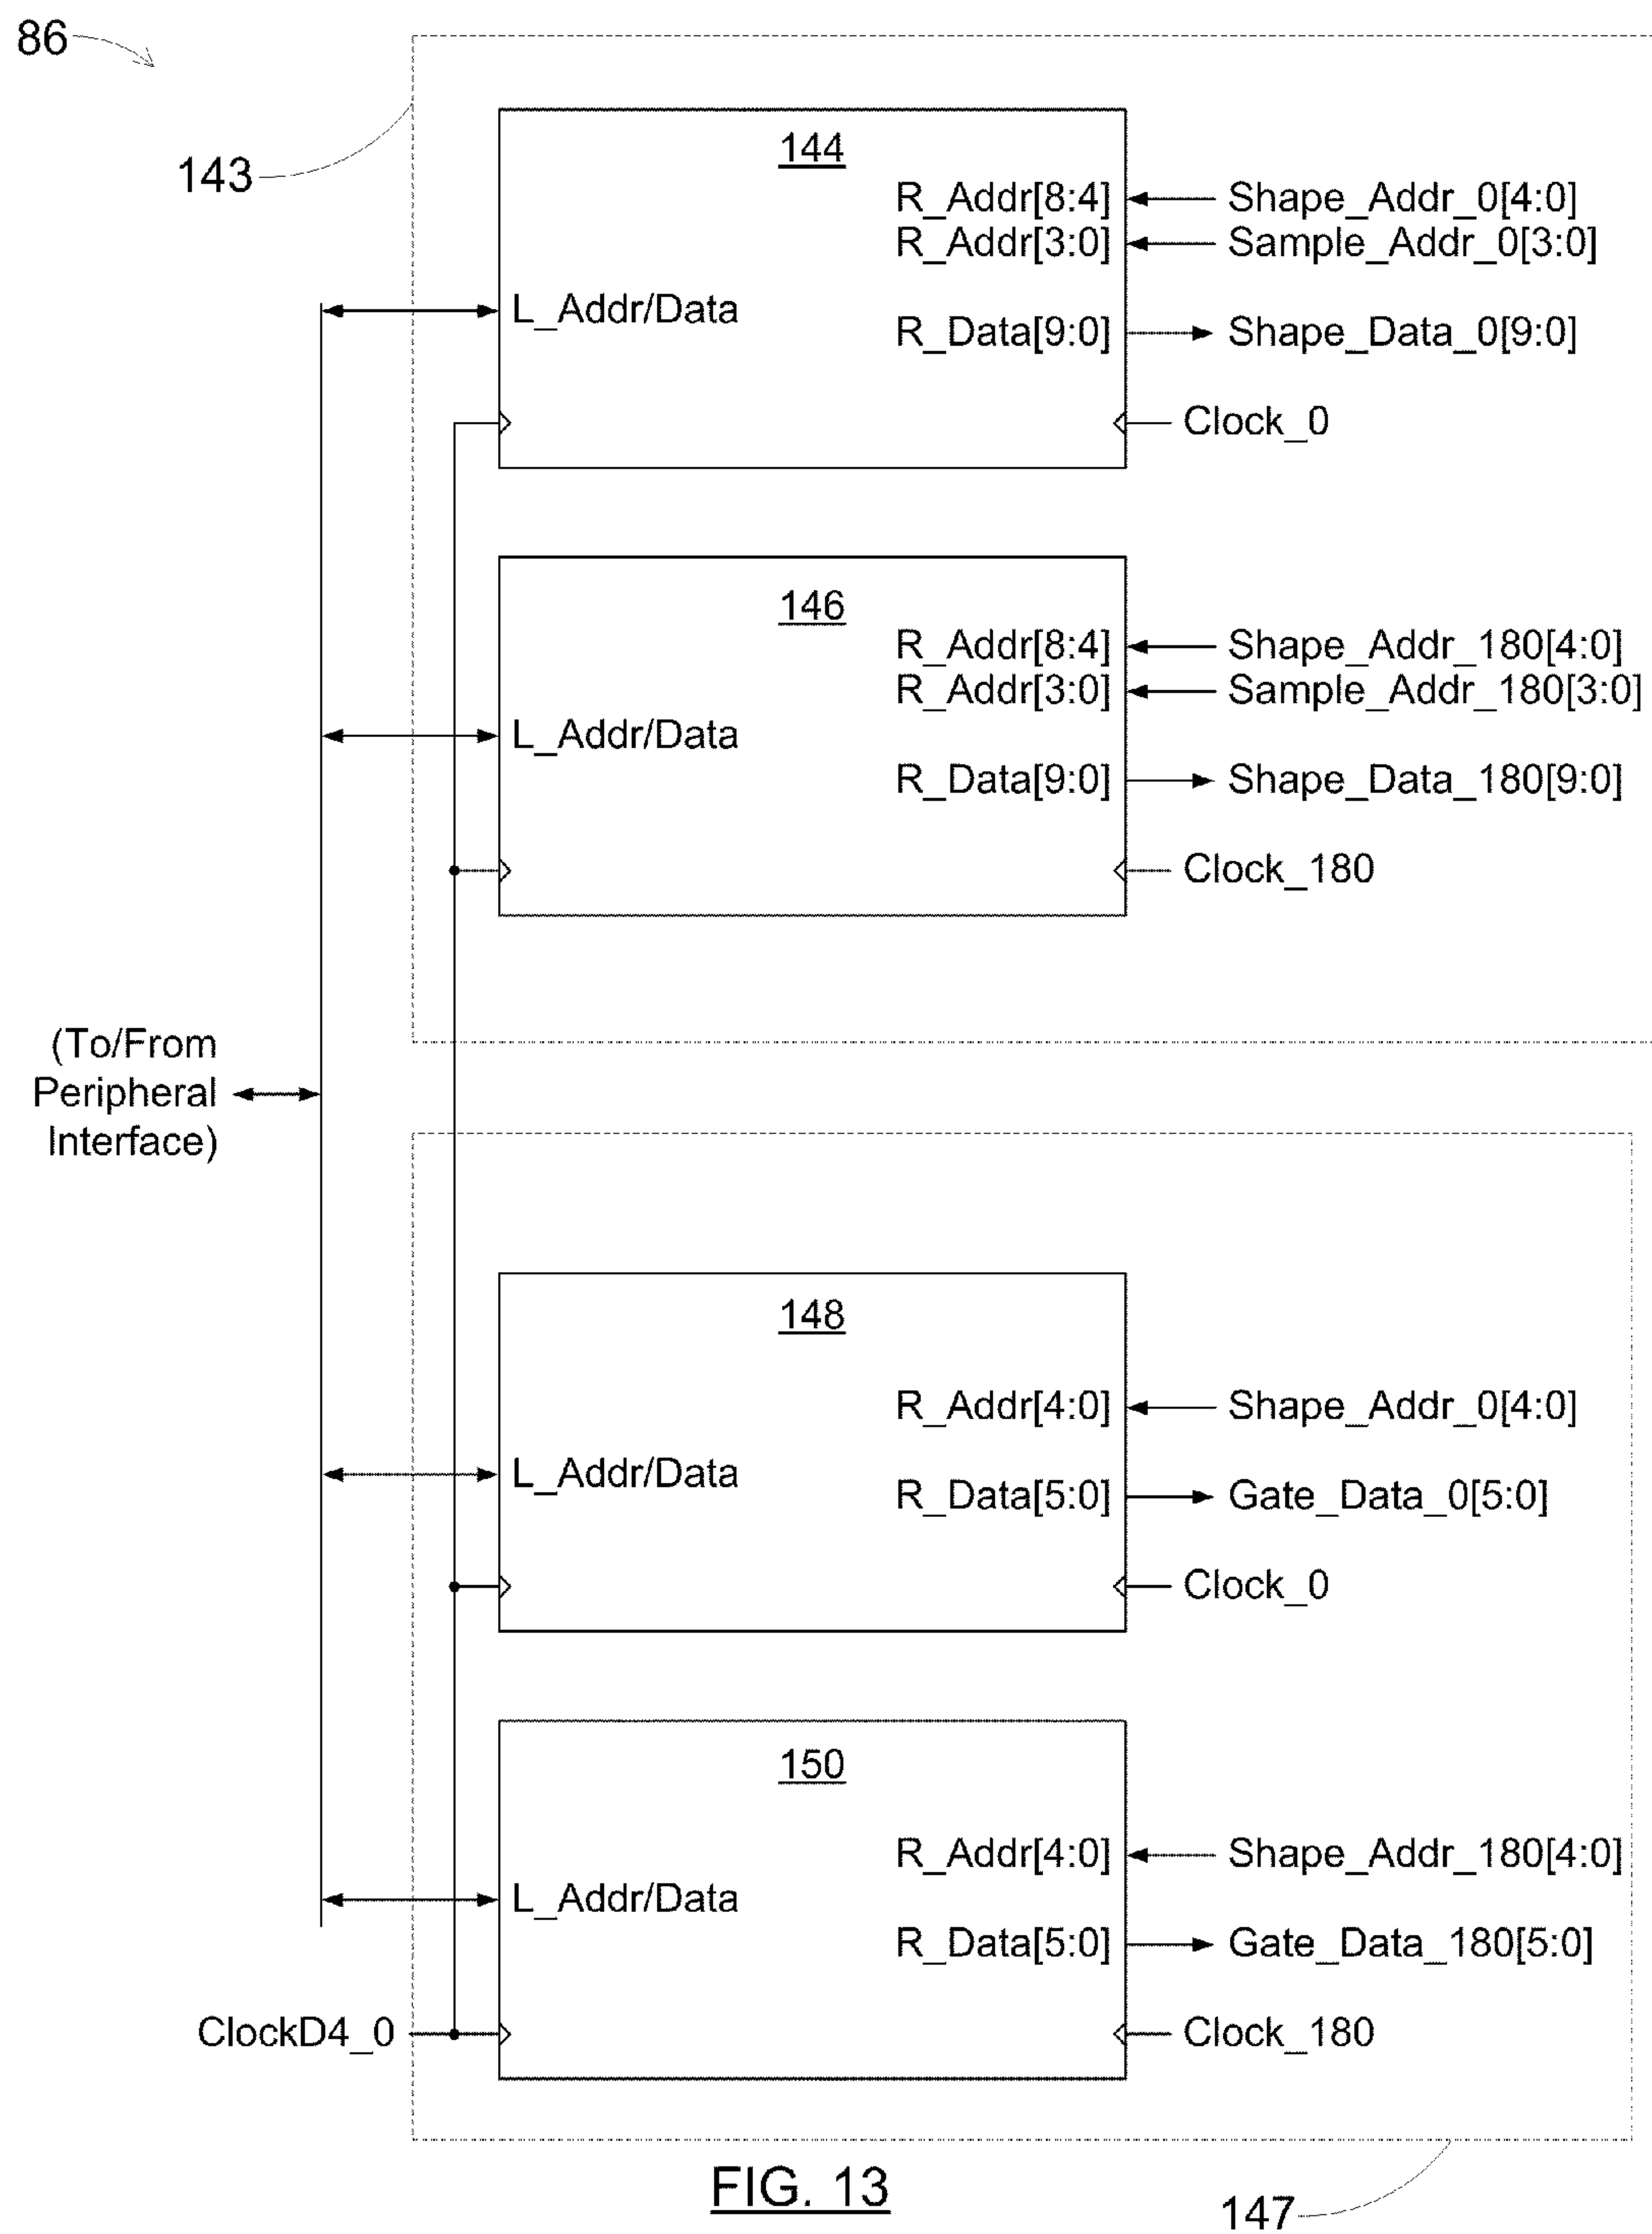 86
143
144
R_Addr[8:4] Shape_Addr_0[4:0]
R_Addr[3:0] Sample_Addr_0[3:0]
L_Addr/Data
R_Data[9:0] Shape_Data_0[9:0]
Clock_0
146
R_Addr[8:4] Shape_Addr_180[4:0]
R_Addr[3:0] Sample_Addr_180[3:0]
L_Addr/Data
R_Data[9:0] Shape_Data_180[9:0]
Clock_180
(To/From
Peripheral
Interface)
148
R_Addr[4:0] Shape_Addr_0[4:0]
L_Addr/Data
R_Data[5:0] Gate_Data_0[5:0]
Clock_0
150
R_Addr[4:0] Shape_Addr_180[4:0]
L_Addr/Data
R_Data[5:0] Gate_Data_180[5:0]
ClockD4_0 Clock_180
FIG. 13
147